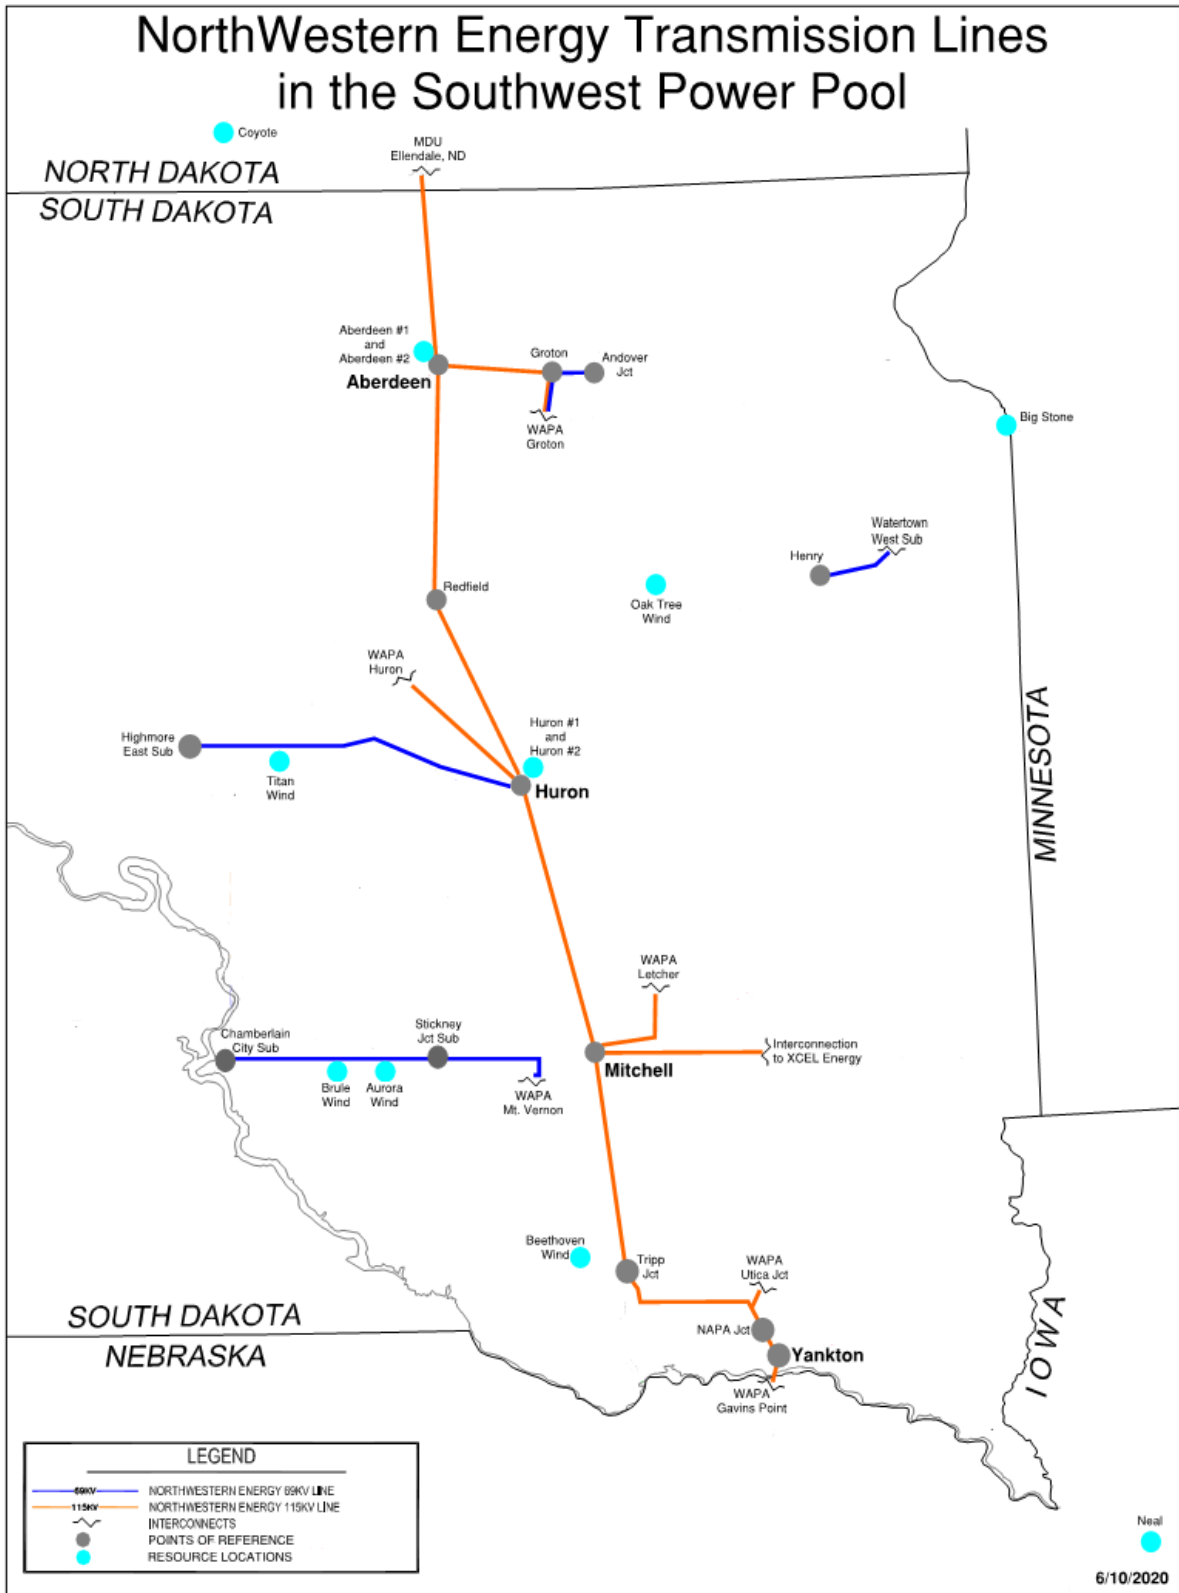 NorthWestern Energy Transmission Lines
in the Southwest Power Pool
Coyote
MDU
Ellendale, ND
NORTH DAKOTA
SOUTH DAKOTA
Aberdeen #1
and
Aberdeen #2
Aberdeen
Groton
Andover
Jct
WAPA
Groton
Big Stone
Watertown
West Sub
Henry
Oak Tree
Wind
Redfield
WAPA
Huron
Highmore
East Sub
Titan
Wind
Huron #1
and
Huron #2
Huron
MINNESOTA
WAPA
Letcher
Chamberlain
City Sub
Stickney
Jct Sub
Brule
Wind
Aurora
Wind
WAPA
Mt. Vernon
Mitchell
Interconnection
to XCEL Energy
Beethoven
Wind
Tripp
Jct
WAPA
Utica Jct
NAPA Jct
Yankton
WAPA
Gavins Point
SOUTH DAKOTA
NEBRASKA
IOWA
LEGEND
69KV NORTHWESTERN ENERGY 69KV LINE
115KV NORTHWESTERN ENERGY 115KV LINE
INTERCONNECTS
POINTS OF REFERENCE
RESOURCE LOCATIONS
Neal
6/10/2020